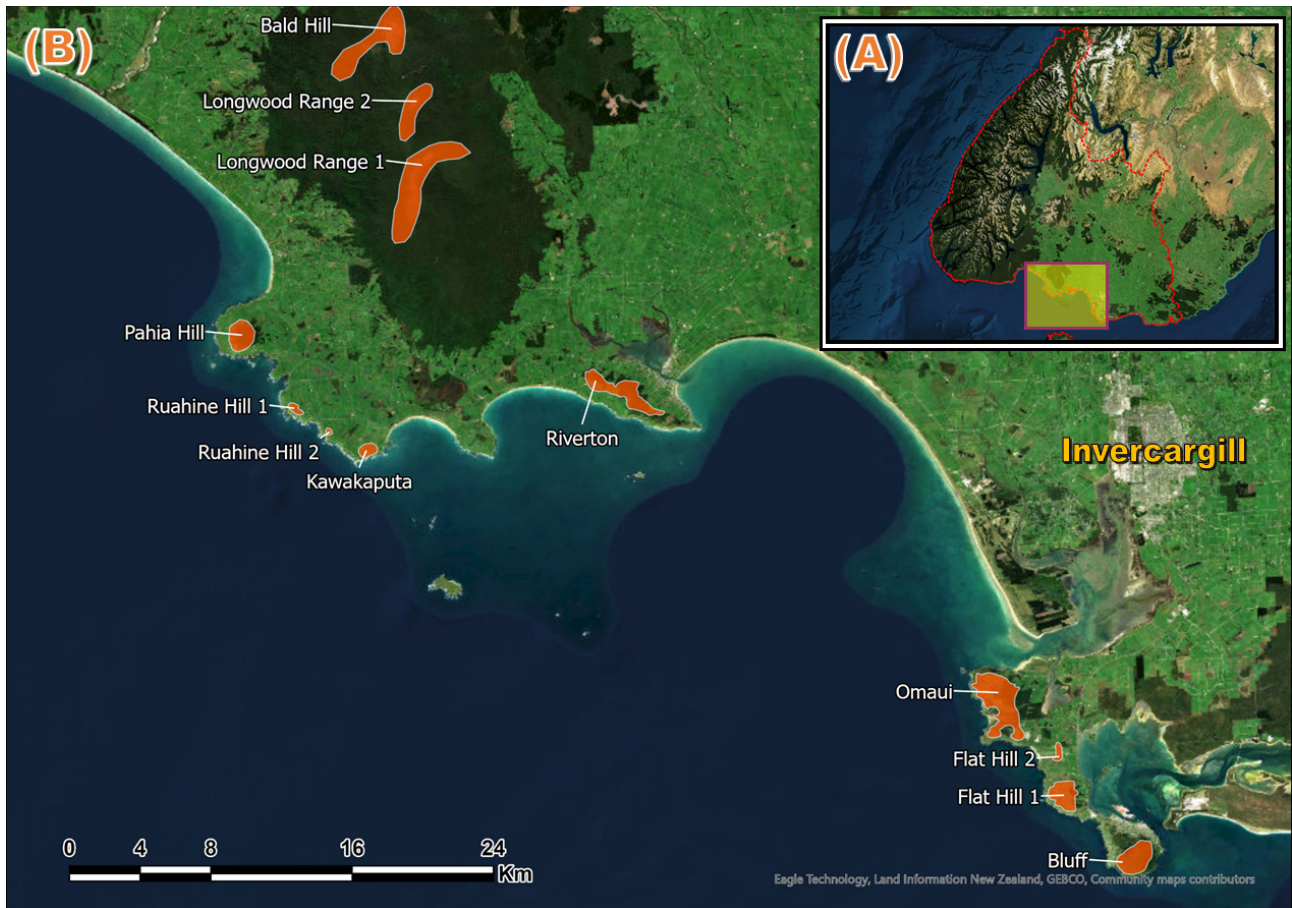 (B)
Bald Hill
(A)
Longwood Range 2
Longwood Range 1
Pahia Hill
Ruahine Hill 1
Ruahine Hill 2
Kawakaputa
Riverton
Invercargill
Omaui
Flat Hill 2
Flat Hill 1
Bluff
0 4 8 16 24
Km
Eagle Technology, Land Information New Zealand, GEBCO, Community maps contributors